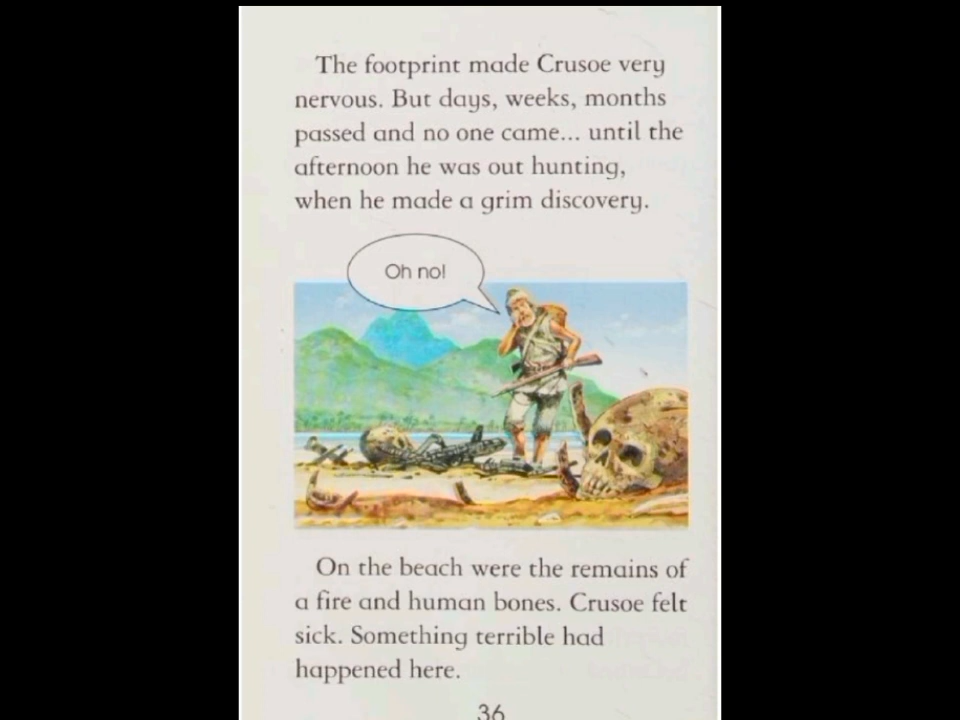 The footprint made Crusoe very
nervous. But days, weeks, months
passed and no one came... until the
afternoon he was out hunting,
when he made a grim discovery.
Oh no!
On the beach were the remains of
a fire and human bones. Crusoe felt
sick. Something terrible had
happened here.
36